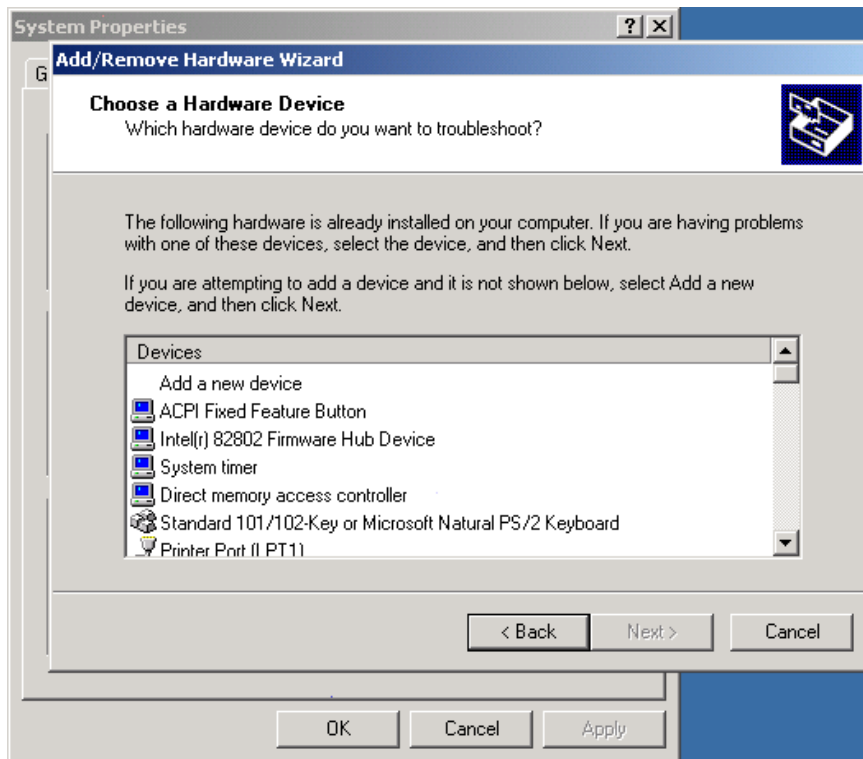 System Properties
? X
G
Add/Remove Hardware Wizard
Choose a Hardware Device
Which hardware device do you want to troubleshoot?
The following hardware is already installed on your computer. If you are having problems
with one of these devices, select the device, and then click Next.
If you are attempting to add a device and it is not shown below, select Add a new
device, and then click Next.
Devices
Add a new device
ACPI Fixed Feature Button
Intel(r) 82802 Firmware Hub Device
System timer
Direct memory access controller
Standard 101/102-Key or Microsoft Natural PS/2 Keyboard
Printer Port (LPT1)
< Back
Next >
Cancel
OK
Cancel
Apply